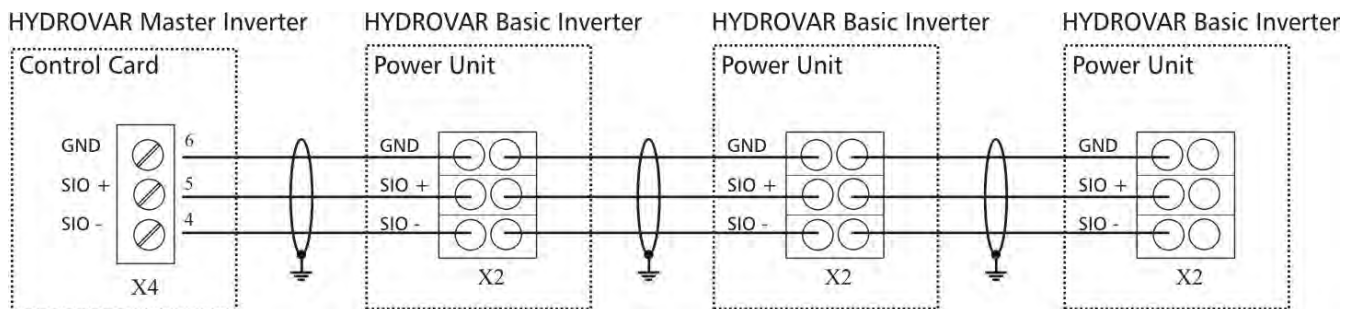 HYDROVAR Master Inverter HYDROVAR Basic Inverter HYDROVAR Basic Inverter HYDROVAR Basic Inverter
Control Card Power Unit Power Unit Power Unit
GND 6 GND GND GND
SIO + 5 SIO + SIO + SIO +
SIO - 4 SIO - SIO - SIO -
X4 X2 X2 X2